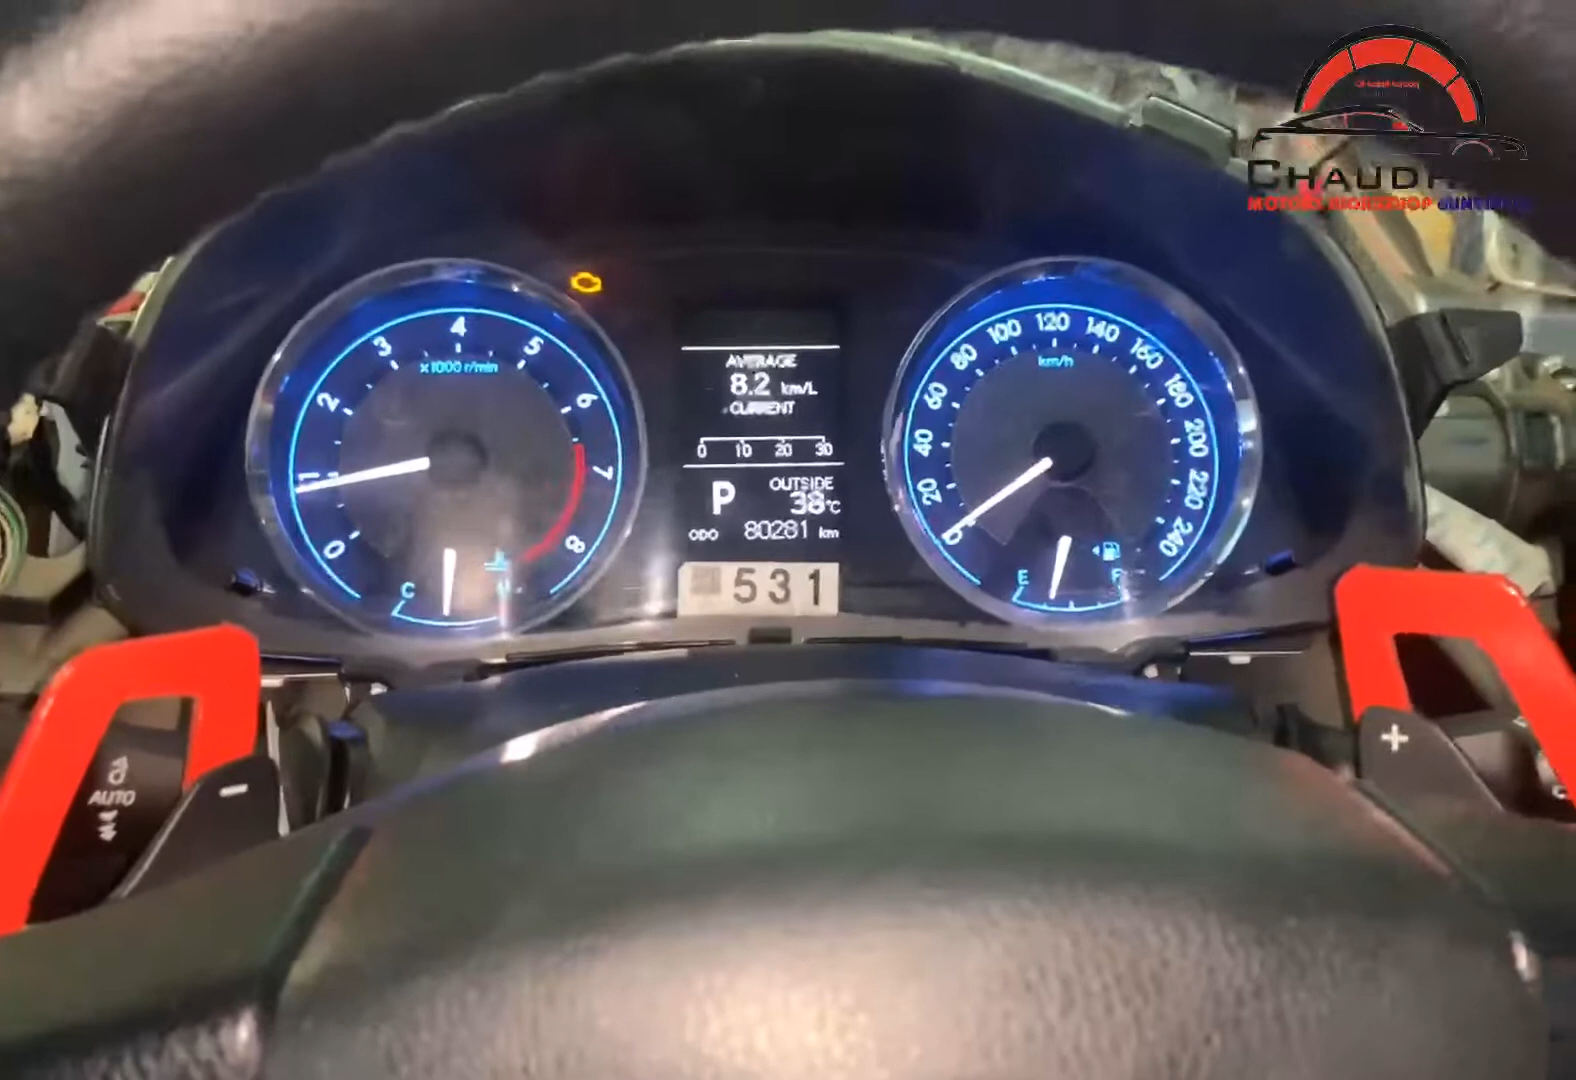 CHAUDH
MOTORS WORKSHOP
0
1
2
3
4
5
6
7
8
x1000 r/min
C
H
AVERAGE
8.2 km/L
CURRENT
0 10 20 30
P
OUTSIDE
38°C
ODO 80281 km
531
0
20
40
60
80
100
120
140
160
180
200
220
240
km/h
E
F
AUTO
-
+